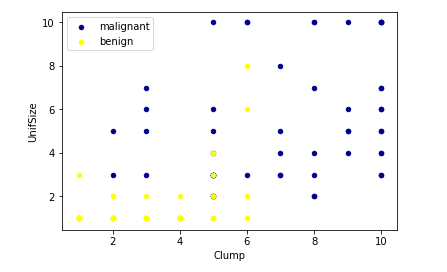 malignant
benign
10
8
6
4
2
UnifSize
2 4 6 8 10
Clump